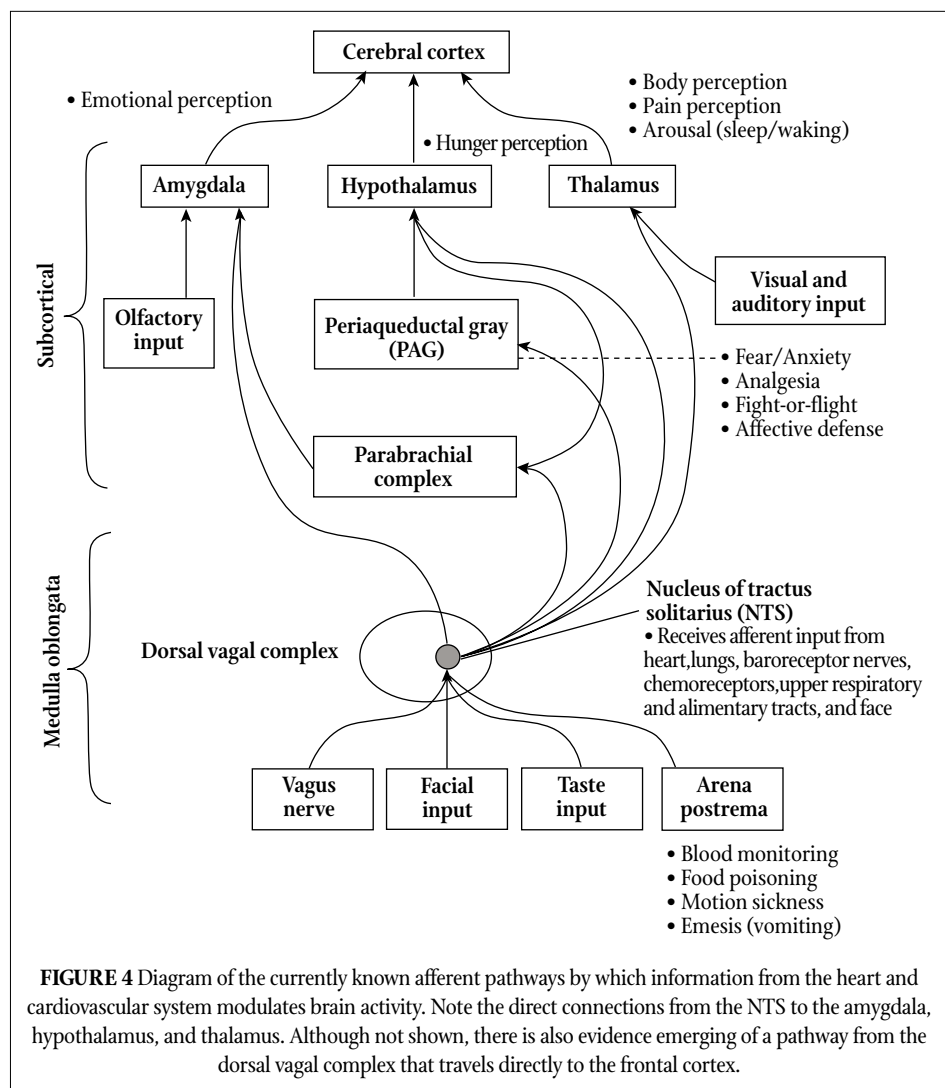 Cerebral cortex
• Emotional perception
• Body perception
• Pain perception
• Arousal (sleep/waking)
• Hunger perception
Amygdala
Hypothalamus
Thalamus
Subcortical
Olfactory
input
Periaqueductal gray
(PAG)
Visual and
auditory input
• Fear/Anxiety
• Analgesia
• Fight-or-flight
• Affective defense
Parabrachial
complex
Medulla oblongata
Dorsal vagal complex
Nucleus of tractus
solitarius (NTS)
• Receives afferent input from
heart,lungs, baroreceptor nerves,
chemoreceptors,upper respiratory
and alimentary tracts, and face
Vagus
nerve
Facial
input
Taste
input
Arena
postrema
• Blood monitoring
• Food poisoning
• Motion sickness
• Emesis (vomiting)
FIGURE 4 Diagram of the currently known afferent pathways by which information from the heart and
cardiovascular system modulates brain activity. Note the direct connections from the NTS to the amygdala,
hypothalamus, and thalamus. Although not shown, there is also evidence emerging of a pathway from the
dorsal vagal complex that travels directly to the frontal cortex.